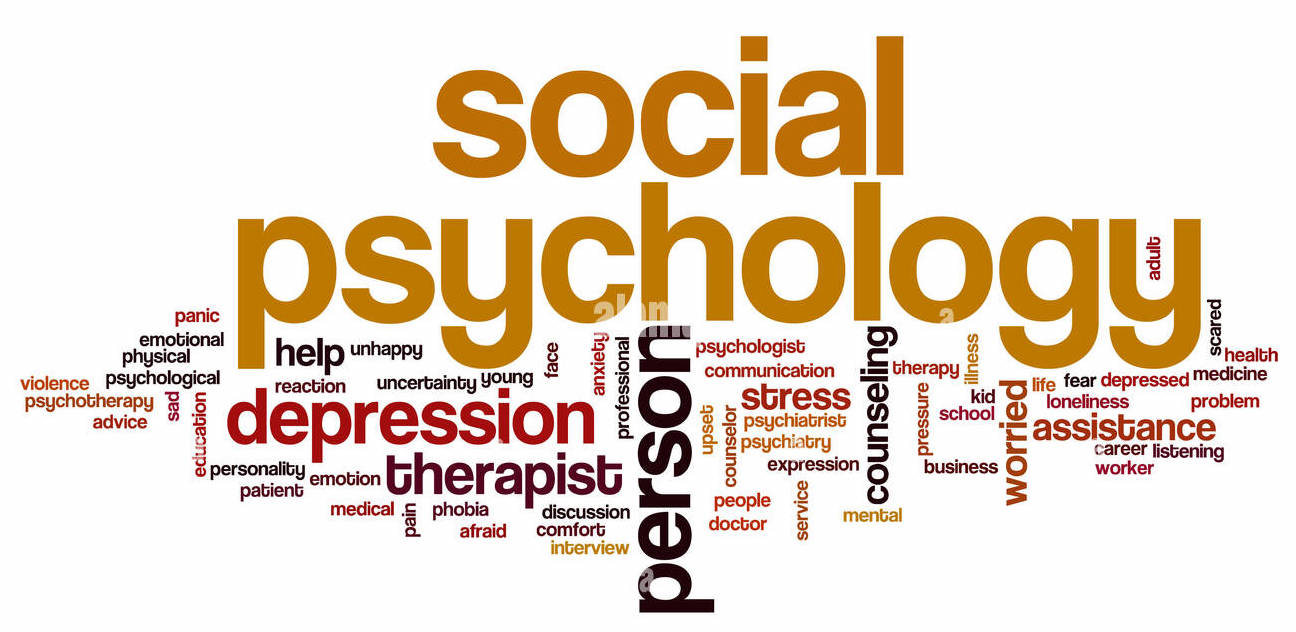 social
psychology
adult
panic
emotional
physical
psychological
violence
psychotherapy
advice
sad
education
help
unhappy
reaction
uncertainty
young
face
anxiety
professional
depression
personality
patient
emotion
therapist
medical
pain
phobia
afraid
discussion
comfort
interview
person
psychologist
communication
stress
psychiatrist
psychiatry
upset
counselor
expression
people
doctor
service
mental
counseling
therapy
illness
pressure
kid
school
business
worried
life
fear
depressed
medicine
loneliness
problem
assistance
career
listening
worker
scared
health
alamy
a
a